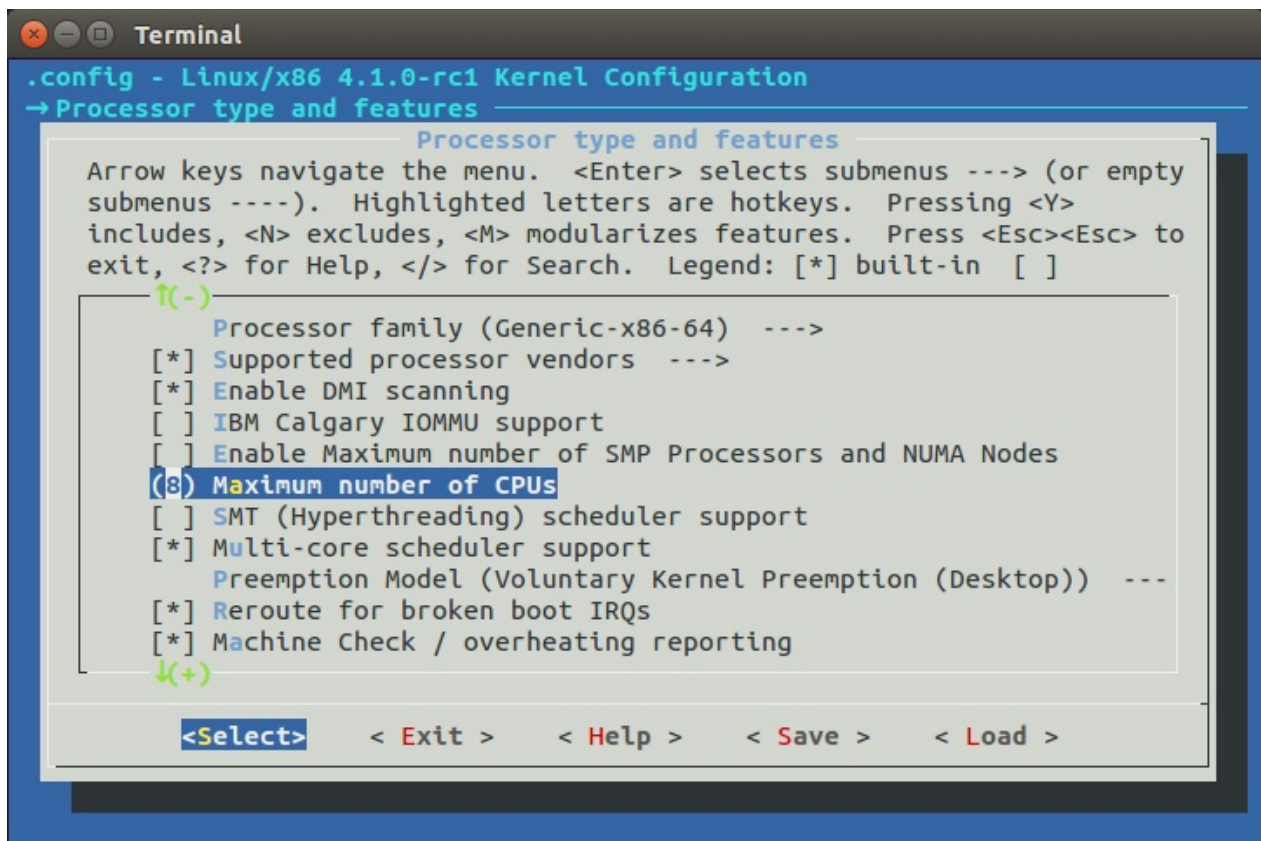 Terminal
.config - Linux/x86 4.1.0-rc1 Kernel Configuration
→ Processor type and features
Processor type and features
Arrow keys navigate the menu.  <Enter> selects submenus ---> (or empty
submenus ----).  Highlighted letters are hotkeys.  Pressing <Y>
includes, <N> excludes, <M> modularizes features.  Press <Esc><Esc> to
exit, <?> for Help, </> for Search.  Legend: [*] built-in  [ ]
↑(-)
Processor family (Generic-x86-64)  --->
[*] Supported processor vendors  --->
[*] Enable DMI scanning
[ ] IBM Calgary IOMMU support
[ ] Enable Maximum number of SMP Processors and NUMA Nodes
(8) Maximum number of CPUs
[ ] SMT (Hyperthreading) scheduler support
[*] Multi-core scheduler support
Preemption Model (Voluntary Kernel Preemption (Desktop))  ---
[*] Reroute for broken boot IRQs
[*] Machine Check / overheating reporting
↓(+)
<Select>    < Exit >    < Help >    < Save >    < Load >